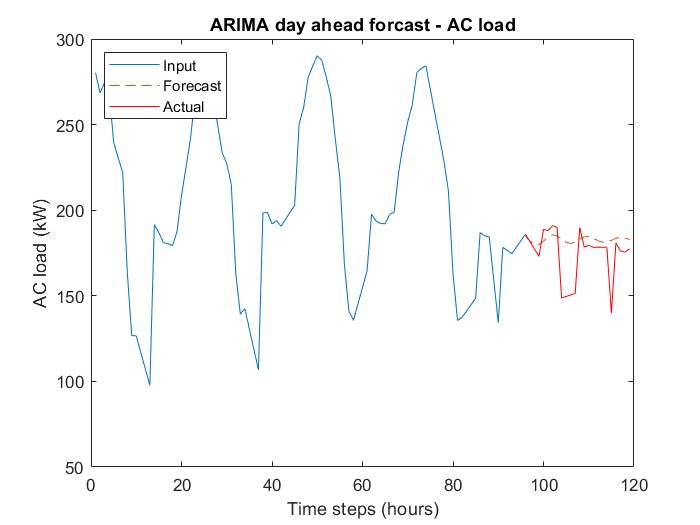 ARIMA day ahead forcast - AC load
300
250
200
150
100
50
AC load (kW)
Input
Forecast
Actual
0
20
40
60
80
100
120
Time steps (hours)